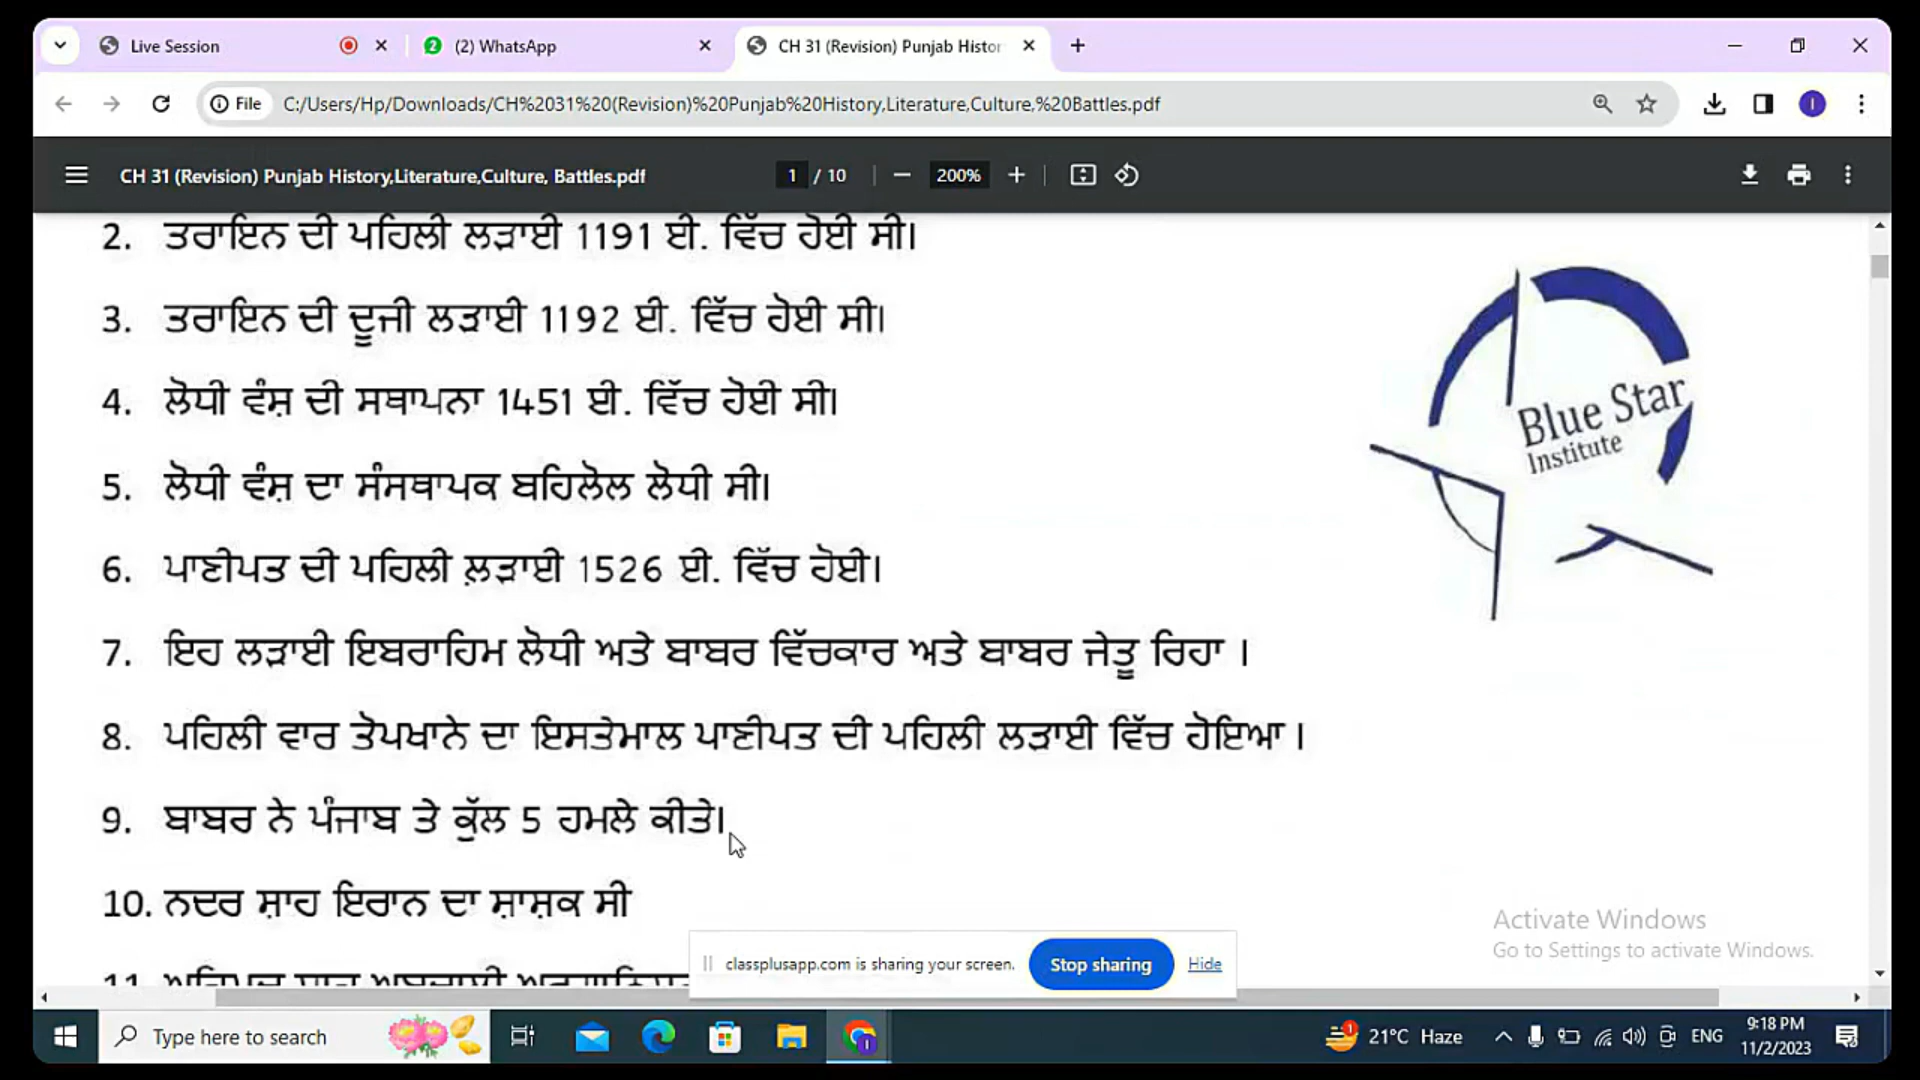 Live Session
(2) WhatsApp
CH 31 (Revision) Punjab Histor
File
C:/Users/Hp/Downloads/CH%2031%20(Revision)%20Punjab%20History,Literature,Culture,%20Battles.pdf
CH 31 (Revision) Punjab History,Literature,Culture, Battles.pdf
1 / 10
200%
2. ਤਰਾਇਨ ਦੀ ਪਹਿਲੀ ਲੜਾਈ 1191 ਈ. ਵਿੱਚ ਹੋਈ ਸੀ।
3. ਤਰਾਇਨ ਦੀ ਦੂਜੀ ਲੜਾਈ 1192 ਈ. ਵਿੱਚ ਹੋਈ ਸੀ।
4. ਲੋਧੀ ਵੰਸ਼ ਦੀ ਸਥਾਪਨਾ 1451 ਈ. ਵਿੱਚ ਹੋਈ ਸੀ।
5. ਲੋਧੀ ਵੰਸ਼ ਦਾ ਸੰਸਥਾਪਕ ਬਹਿਲੋਲ ਲੋਧੀ ਸੀ।
6. ਪਾਣੀਪਤ ਦੀ ਪਹਿਲੀ ਲ਼ੜਾਈ 1526 ਈ. ਵਿੱਚ ਹੋਈ।
7. ਇਹ ਲੜਾਈ ਇਬਰਾਹਿਮ ਲੋਧੀ ਅਤੇ ਬਾਬਰ ਵਿੱਚਕਾਰ ਅਤੇ ਬਾਬਰ ਜੇਤੂ ਰਿਹਾ ।
8. ਪਹਿਲੀ ਵਾਰ ਤੋਪਖਾਨੇ ਦਾ ਇਸਤੇਮਾਲ ਪਾਣੀਪਤ ਦੀ ਪਹਿਲੀ ਲੜਾਈ ਵਿੱਚ ਹੋਇਆ ।
9. ਬਾਬਰ ਨੇ ਪੰਜਾਬ ਤੇ ਕੁੱਲ 5 ਹਮਲੇ ਕੀਤੇ।
10. ਨਦਰ ਸ਼ਾਹ ਇਰਾਨ ਦਾ ਸ਼ਾਸ਼ਕ ਸੀ
Blue Star
Institute
Activate Windows
Go to Settings to activate Windows.
classplusapp.com is sharing your screen.
Stop sharing
Hide
Type here to search
21°C Haze
ENG
9:18 PM
11/2/2023